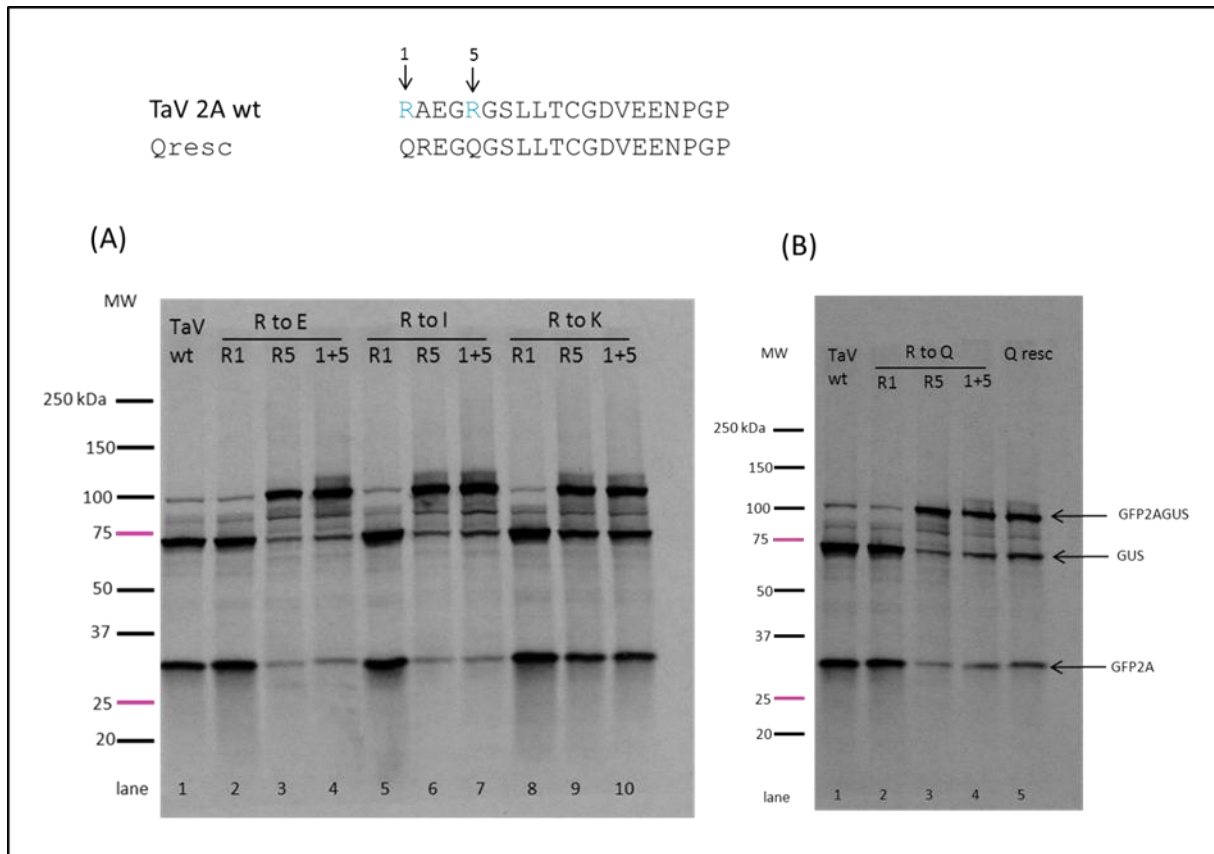 1 5
TaV 2A wt RAEGRGSLLTCGDVEENPGP
Qresc QREGQGSLLTCGDVEENPGP
(A)
MW
TaV wt
R to E R to I R to K
R1 R5 1+5 R1 R5 1+5 R1 R5 1+5
250 kDa
150
100
75
50
37
25
20
lane 1 2 3 4 5 6 7 8 9 10
(B)
MW
TaV wt
R to Q Q resc
R1 R5 1+5
250 kDa
150
100
75
50
37
25
20
GFP2AGUS
GUS
GFP2A
lane 1 2 3 4 5